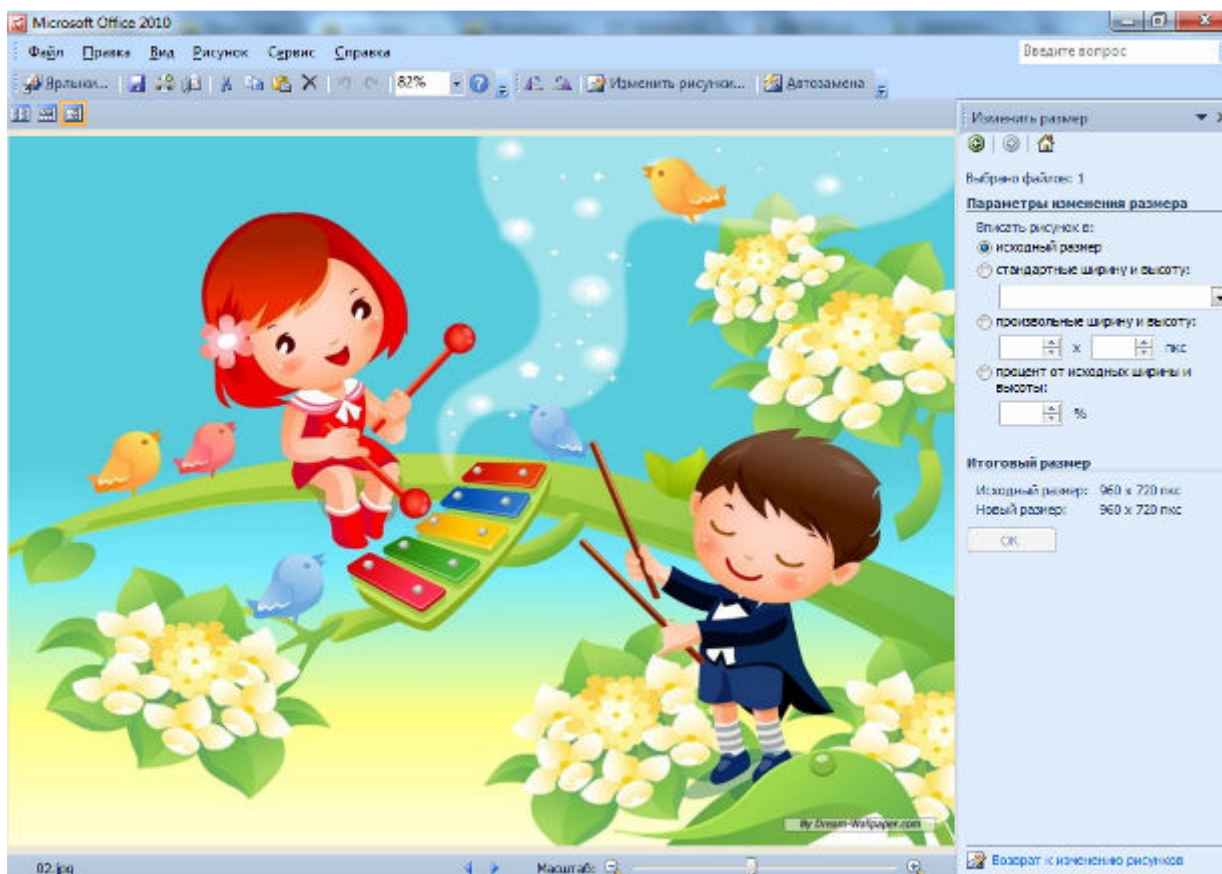 Microsoft Office 2010
Файл Правка Вид Рисунок Сервис Справка
Введите вопрос
Ярлыки... 82% Изменить рисунки... Автозамена
Изменить размер
Выбрано файлов: 1
Параметры изменения размера
Вписать рисунок в:
исходный размер
стандартные ширину и высоту:
произвольные ширину и высоту:
x пкс
процент от исходных ширины и
высоты:
%
Итоговый размер
Исходный размер: 960 x 720 пкс
Новый размер: 960 x 720 пкс
OK
By Dream-Wallpaper.com
02.jpg Масштаб:
Возврат к изменению рисунков